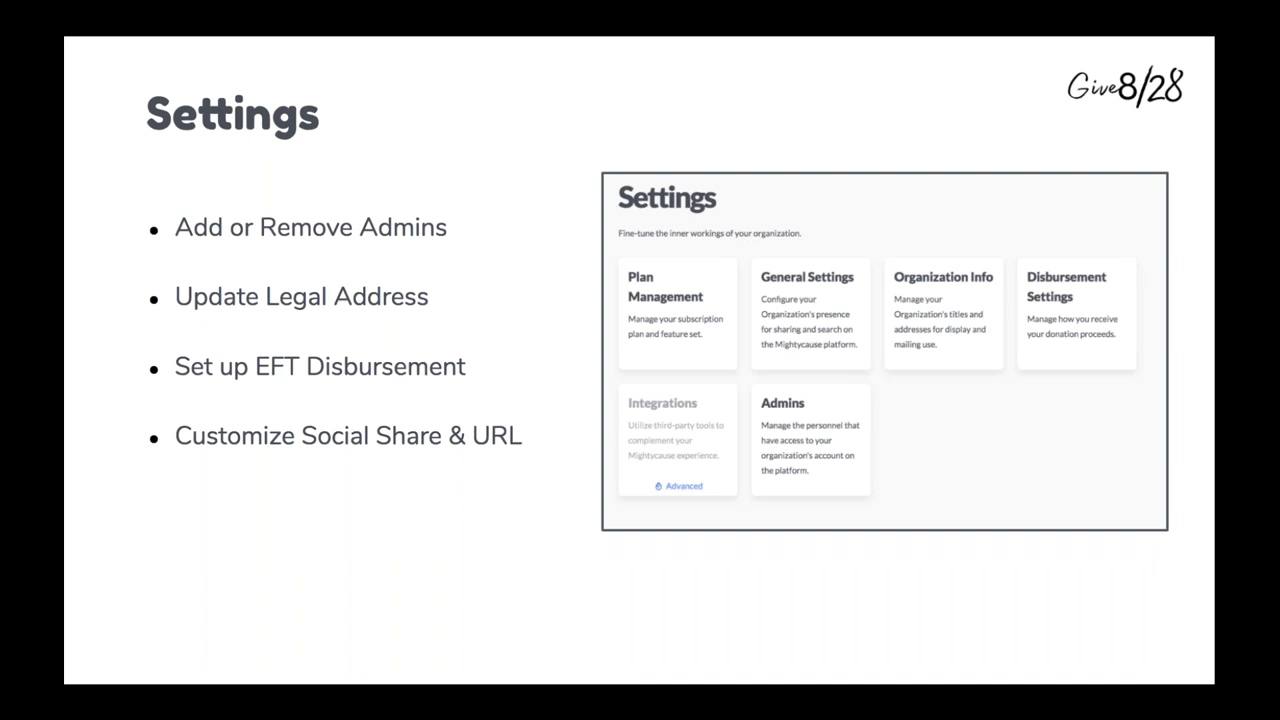 Give8/28
Settings
• Add or Remove Admins
• Update Legal Address
• Set up EFT Disbursement
• Customize Social Share & URL
Settings
Fine-tune the inner workings of your organization.
Plan
Management
Manage your subscription
plan and feature set.
General Settings
Configure your
Organization's presence
for sharing and search on
the Mightycause platform.
Organization Info
Manage your
Organization's titles and
addresses for display and
mailing use.
Disbursement
Settings
Manage how you receive
your donation proceeds.
Integrations
Utilize third-party tools to
complement your
Mightycause experience.
Advanced
Admins
Manage the personnel that
have access to your
organization's account on
the platform.